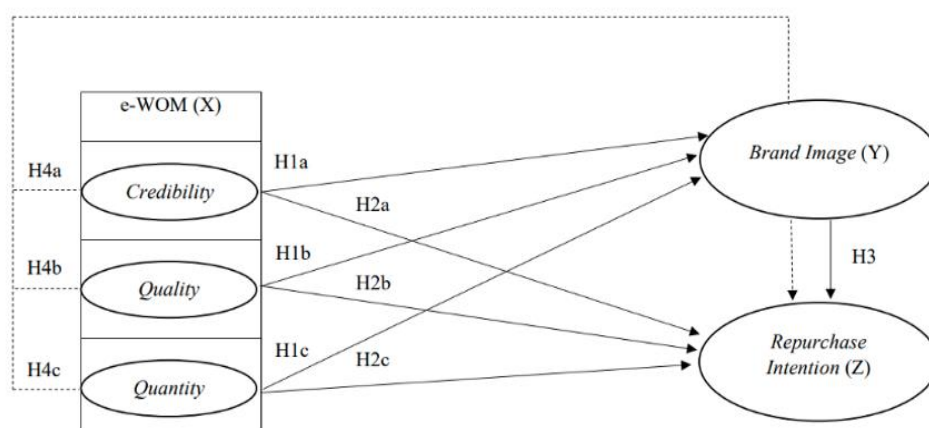 e-WOM (X)
H4a
Credibility
H1a
H2a
Brand Image (Y)
H4b
Quality
H1b
H2b
H3
H4c
Quantity
H1c
H2c
Repurchase
Intention (Z)